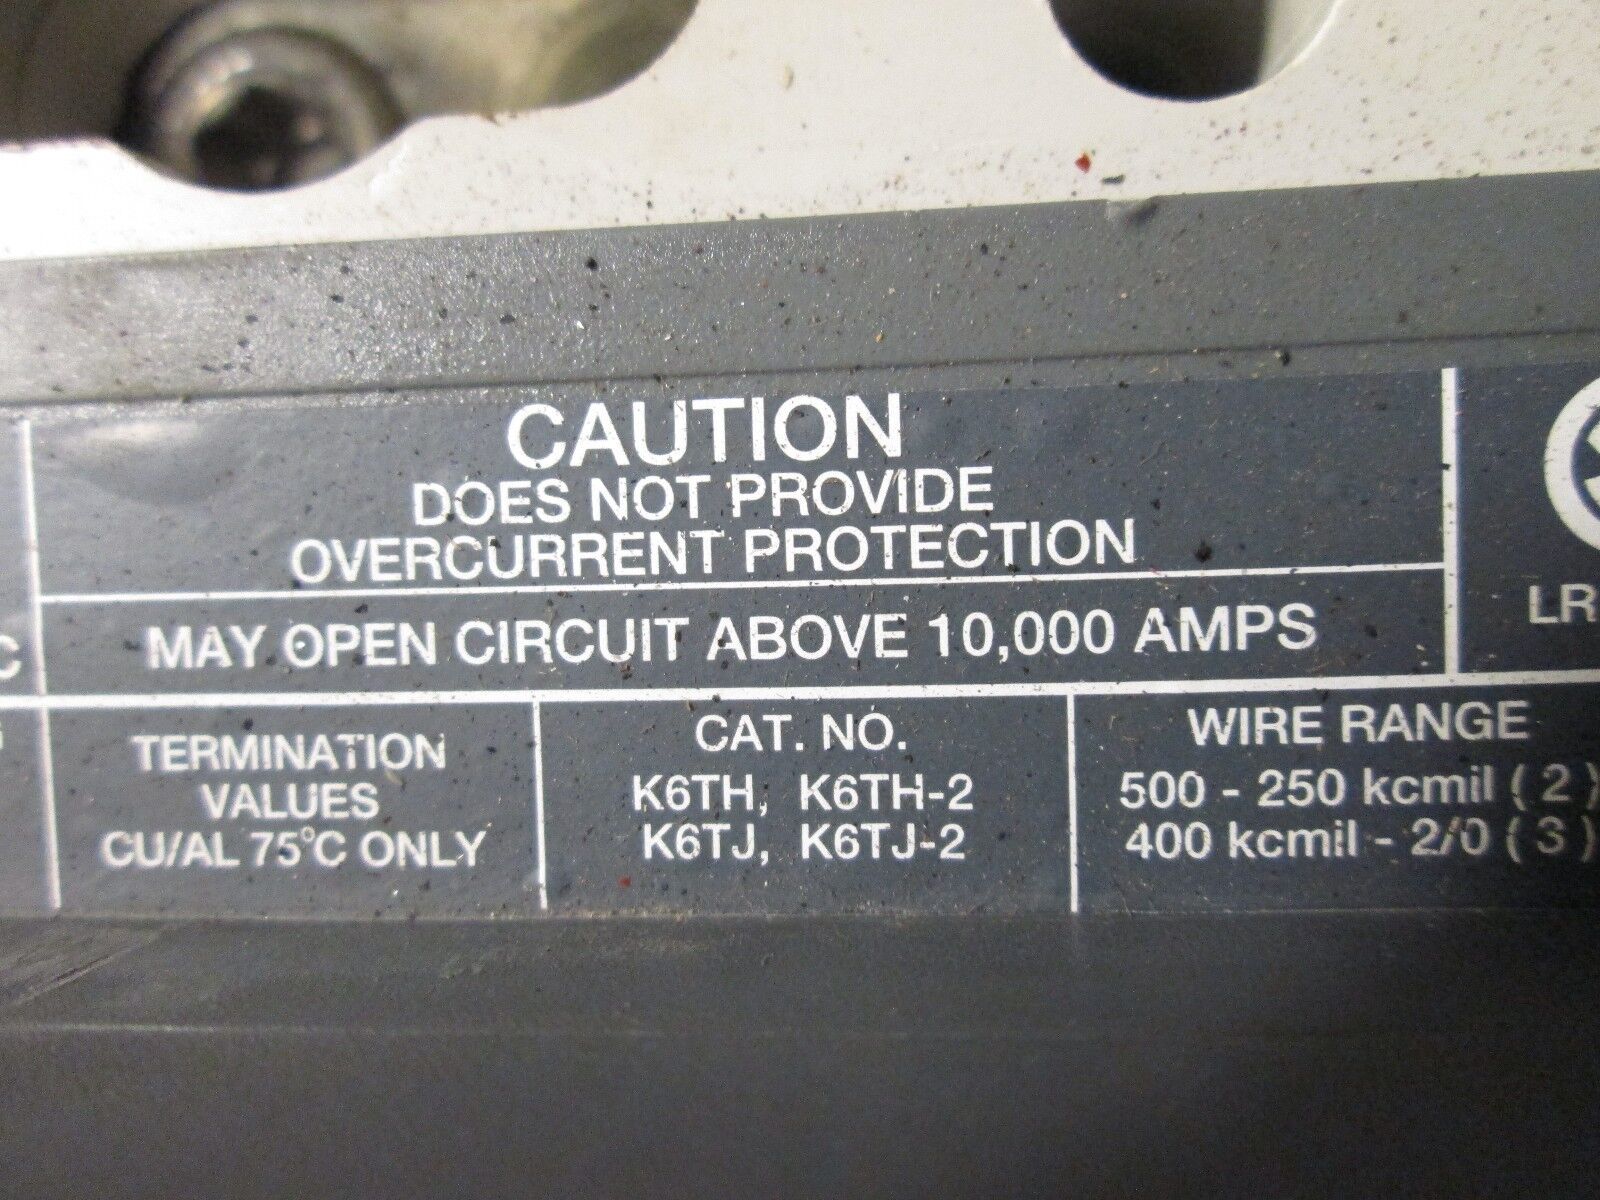 CAUTION
DOES NOT PROVIDE
OVERCURRENT PROTECTION
MAY OPEN CIRCUIT ABOVE 10,000 AMPS
LR
C
TERMINATION
VALUES
CU/AL 75°C ONLY
CAT. NO.
K6TH, K6TH-2
K6TJ, K6TJ-2
WIRE RANGE
500 - 250 kcmil (2)
400 kcmil - 2/0 (3)